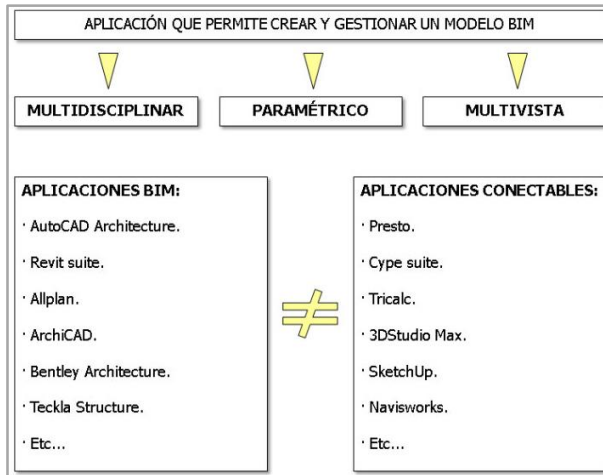 APLICACIÓN QUE PERMITE CREAR Y GESTIONAR UN MODELO BIM
MULTIDISCIPLINAR
PARAMÉTRICO
MULTIVISTA
APLICACIONES BIM:
· AutoCAD Architecture.
· Revit suite.
· Allplan.
· ArchiCAD.
· Bentley Architecture.
· Teckla Structure.
· Etc...
≠
APLICACIONES CONECTABLES:
· Presto.
· Cype suite.
· Tricalc.
· 3DStudio Max.
· SketchUp.
· Navisworks.
· Etc...